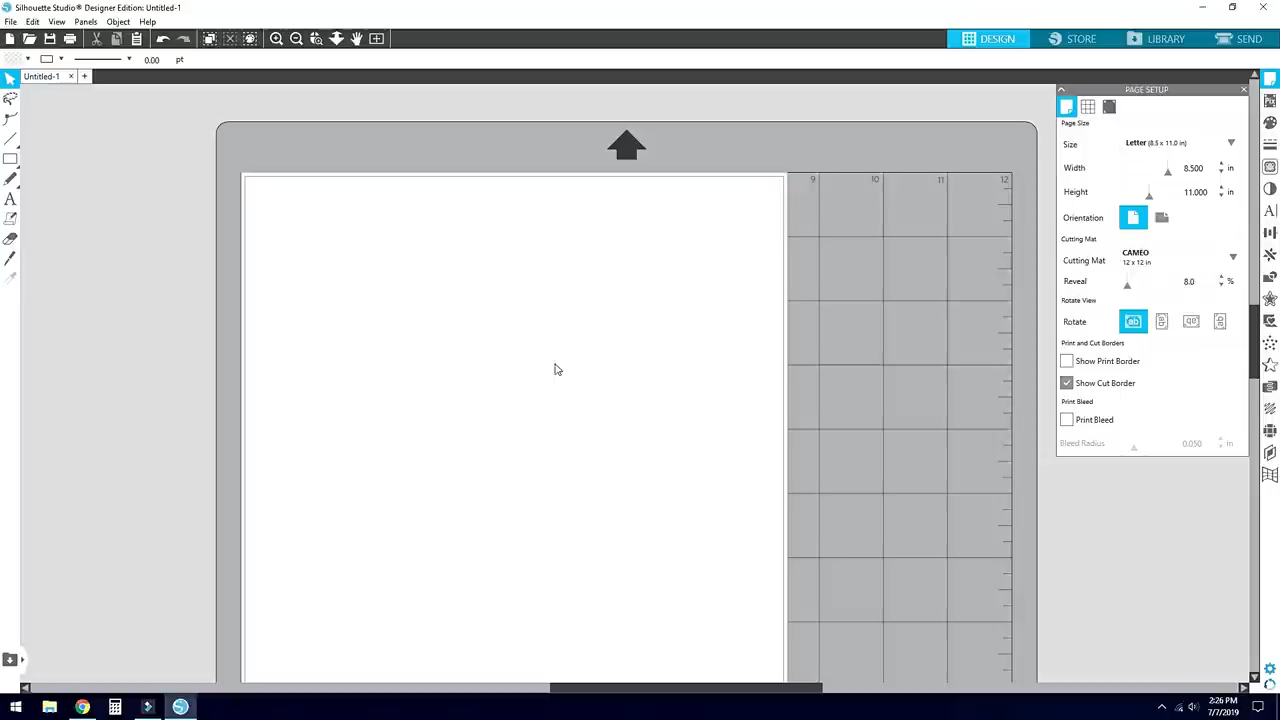 Silhouette Studio® Designer Edition: Untitled-1
File Edit View Panels Object Help
DESIGN STORE LIBRARY SEND
0.00 pt
Untitled-1
PAGE SETUP
Page Size
Size Letter (8.5 x 11.0 in)
Width 8.500 in
Height 11.000 in
Orientation
Cutting Mat
Cutting Mat CAMEO
12 x 12 in
Reveal 8.0 %
Rotate View
Rotate
Print and Cut Borders
Show Print Border
Show Cut Border
Print Bleed
Print Bleed
Bleed Radius 0.050 in
9 10 11 12
2:26 PM
7/7/2019